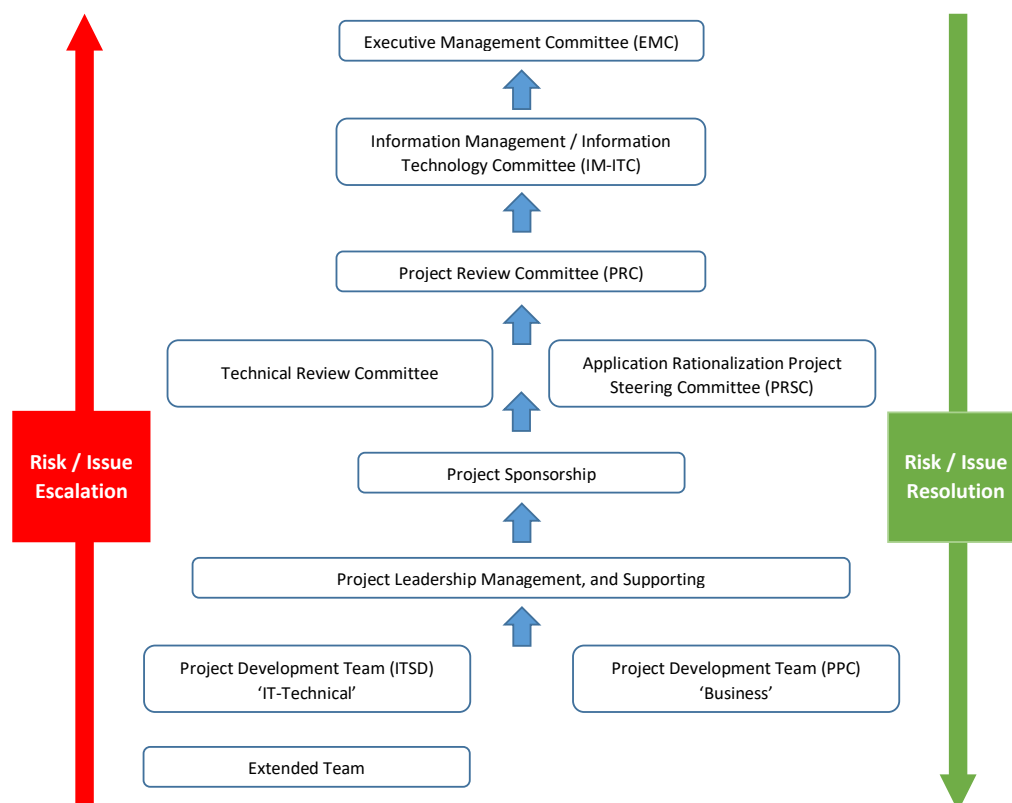 Executive Management Committee (EMC)
Information Management / Information
Technology Committee (IM-ITC)
Project Review Committee (PRC)
Technical Review Committee
Application Rationalization Project
Steering Committee (PRSC)
Risk / Issue
Escalation
Project Sponsorship
Risk / Issue
Resolution
Project Leadership Management, and Supporting
Project Development Team (ITSD)
‘IT-Technical’
Project Development Team (PPC)
‘Business’
Extended Team